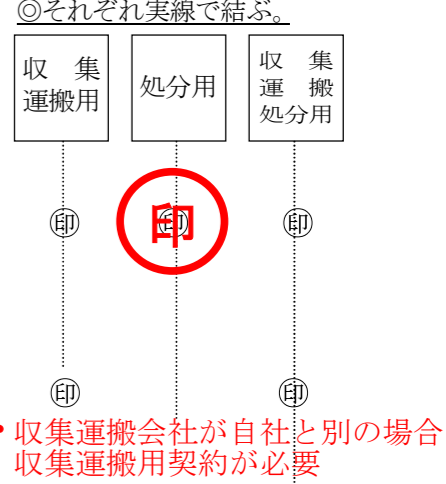 ◎それぞれ実線で結ぶ。
収 集
運搬用
処分用
収 集
運 搬
処分用
㊞
㊞
印
㊞
㊞
㊞
・収集運搬会社が自社と別の場合
収集運搬用契約が必要